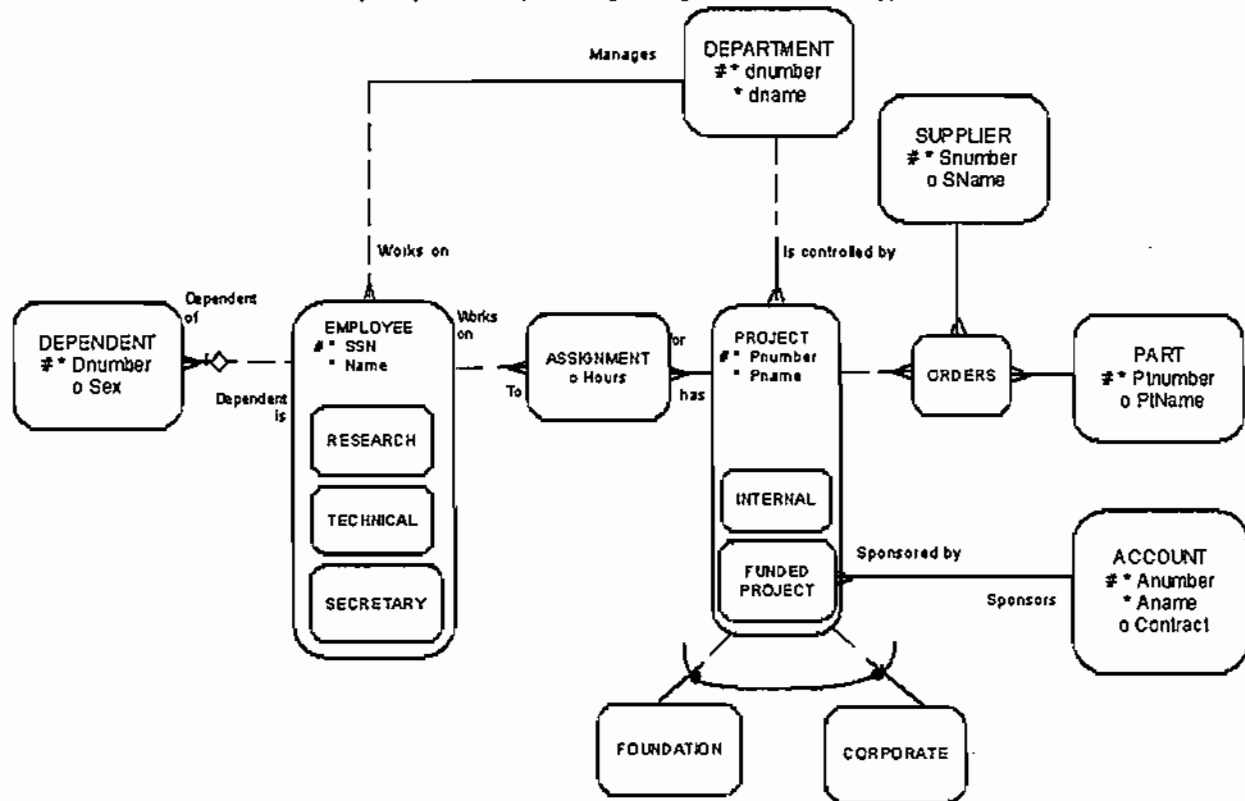 Manages
DEPARTMENT
# * dnumber
* dname
SUPPLIER
# * Snumber
o SName
Works on
Is controlled by
DEPENDENT
# * Dnumber
o Sex
Dependent
of
Dependent
is
EMPLOYEE
# * SSN
* Name
RESEARCH
TECHNICAL
SECRETARY
Works
on
To
ASSIGNMENT
o Hours
or
has
PROJECT
# * Pnumber
* Pname
INTERNAL
FUNDED
PROJECT
ORDERS
PART
# * Ptnumber
o PtName
Sponsored by
Sponsors
ACCOUNT
# * Anumber
* Aname
o Contract
FOUNDATION
CORPORATE